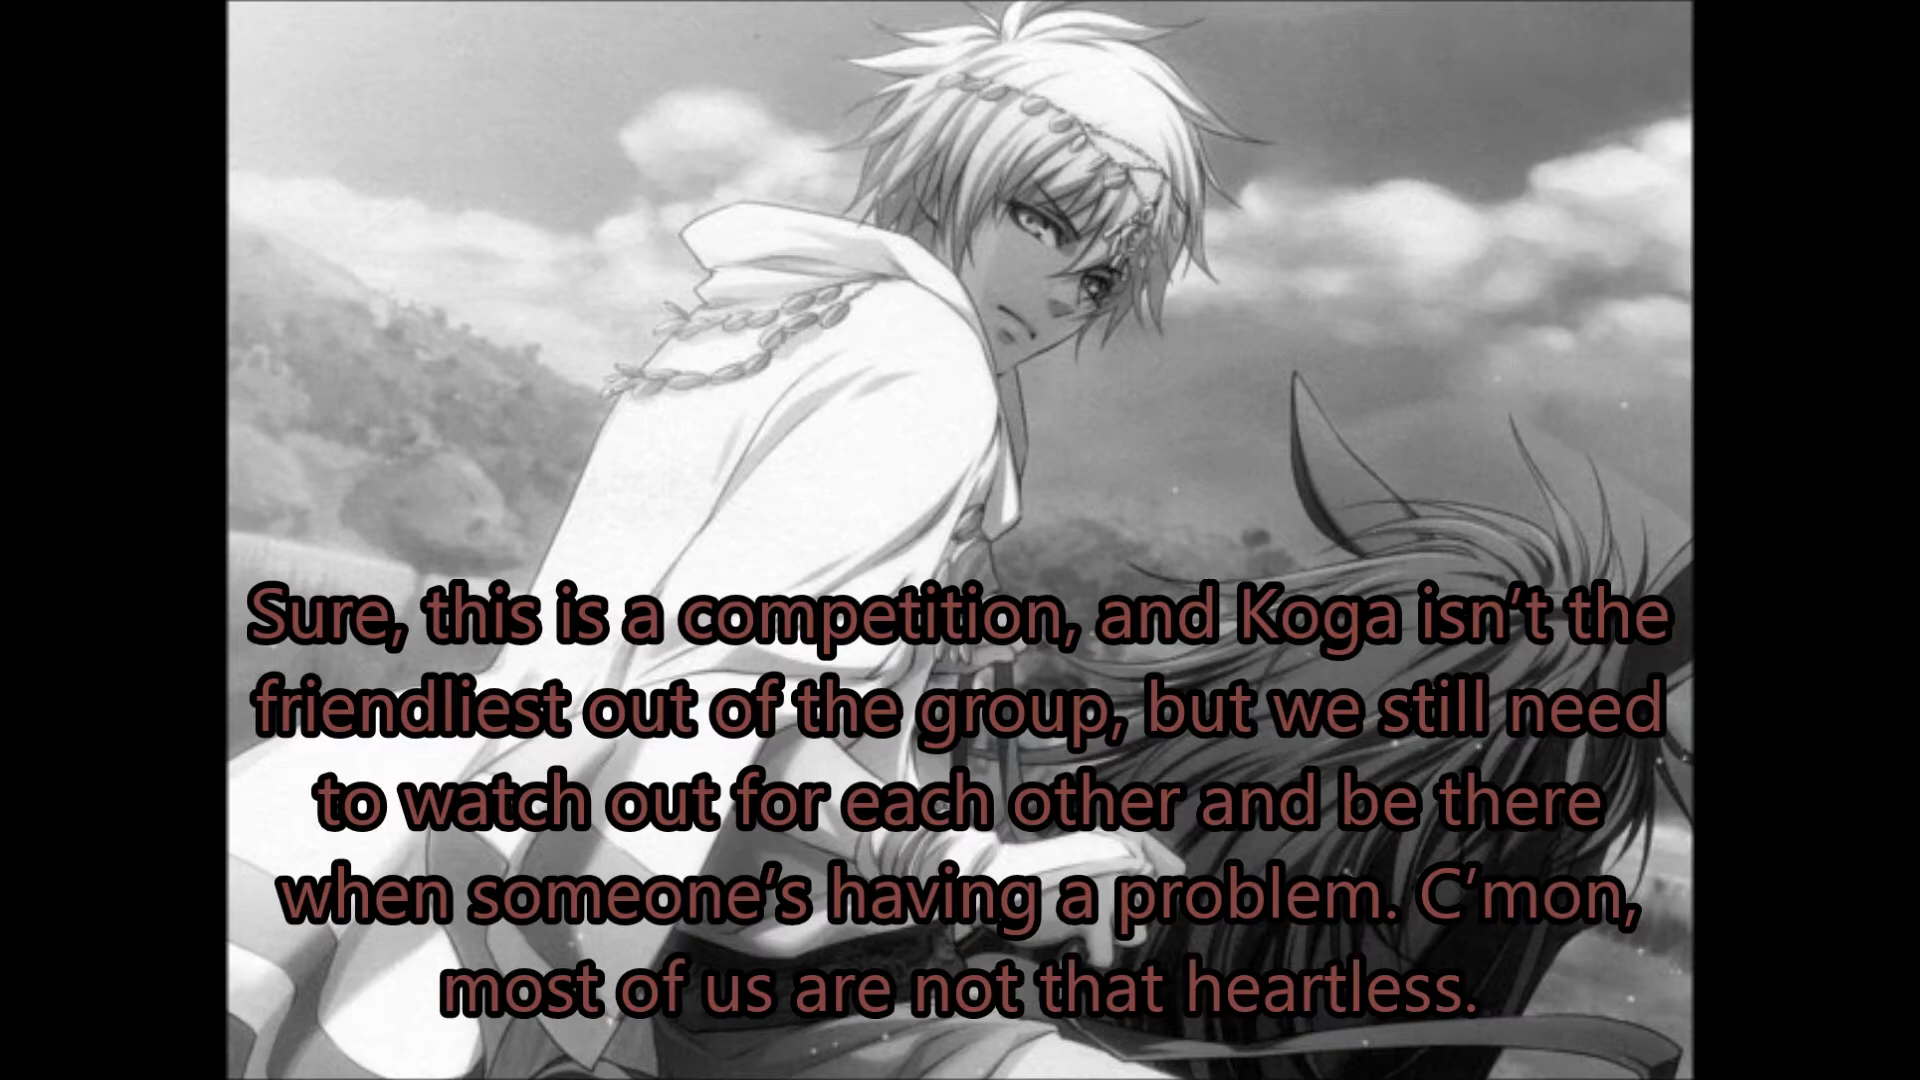 Sure, this is a competition, and Koga isn’t the
friendliest out of the group, but we still need
to watch out for each other and be there
when someone’s having a problem. C’mon,
most of us are not that heartless.